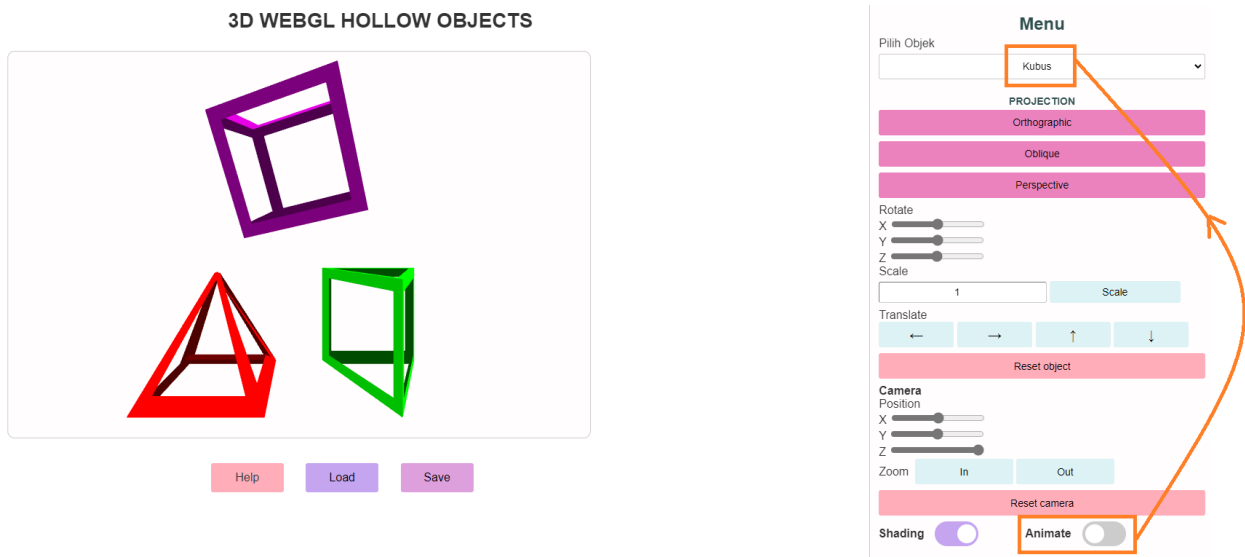 3D WEBGL HOLLOW OBJECTS
Help
Load
Save
Menu
Pilih Objek
Kubus
PROJECTION
Orthographic
Oblique
Perspective
Rotate
X
Y
Z
Scale
1 Scale
Translate
← → ↑ ↓
Reset object
Camera
Position
X
Y
Z
Zoom In Out
Reset camera
Shading Animate